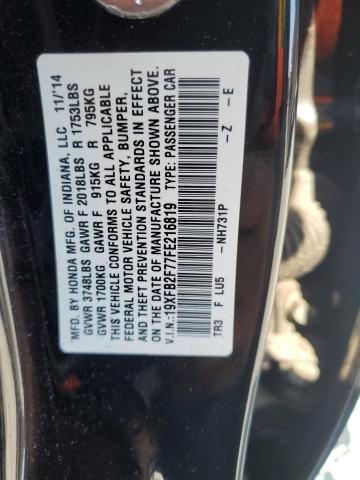 MFD. BY HONDA MFG. OF INDIANA, LLC 11/'14
GVWR 3748LBS GAWR F 2018LBS R 1753LBS
GVWR 1700KG GAWR F 915KG R 795KG
THIS VEHICLE CONFORMS TO ALL APPLICABLE
FEDERAL MOTOR VEHICLE SAFETY, BUMPER,
AND THEFT PREVENTION STANDARDS IN EFFECT
ON THE DATE OF MANUFACTURE SHOWN ABOVE.
V.I.N.: 19XFB2F77FE216819 TYPE: PASSENGER CAR
TR3 F LU5 -NH731P -Z -E